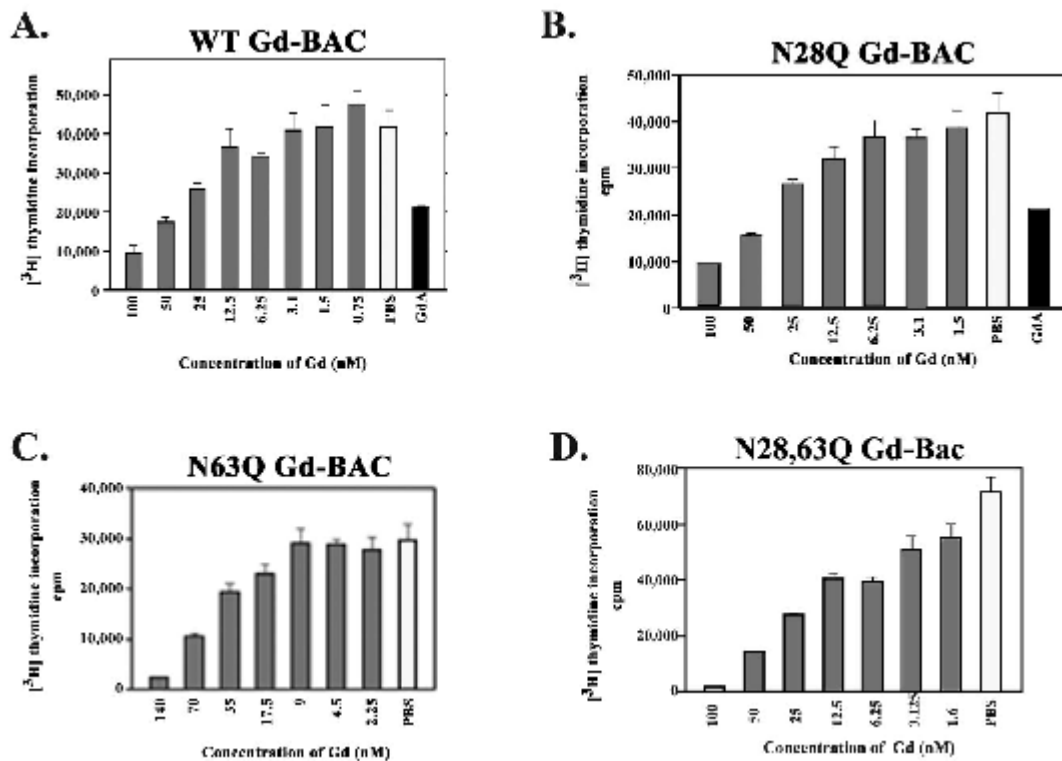 A.
WT Gd-BAC
[³H] thymidine incorporation
50,000
40,000
30,000
20,000
10,000
0
100
50
25
12.5
6.25
3.1
1.5
0.75
PBS
GdA
Concentration of Gd (nM)
B.
N28Q Gd-BAC
[³H] thymidine incorporation
cpm
50,000
40,000
30,000
20,000
10,000
0
100
50
25
12.5
6.25
3.1
1.5
PBS
GdA
Concentration of Gd (nM)
C.
N63Q Gd-BAC
[³H] thymidine incorporation
cpm
40,000
30,000
20,000
10,000
0
140
70
35
17.5
9
4.5
2.25
PBS
Concentration of Gd (nM)
D.
N28,63Q Gd-Bac
[³H] thymidine incorporation
cpm
80,000
60,000
40,000
20,000
0
100
50
25
12.5
6.25
3.125
1.6
PBS
Concentration of Gd (nM)